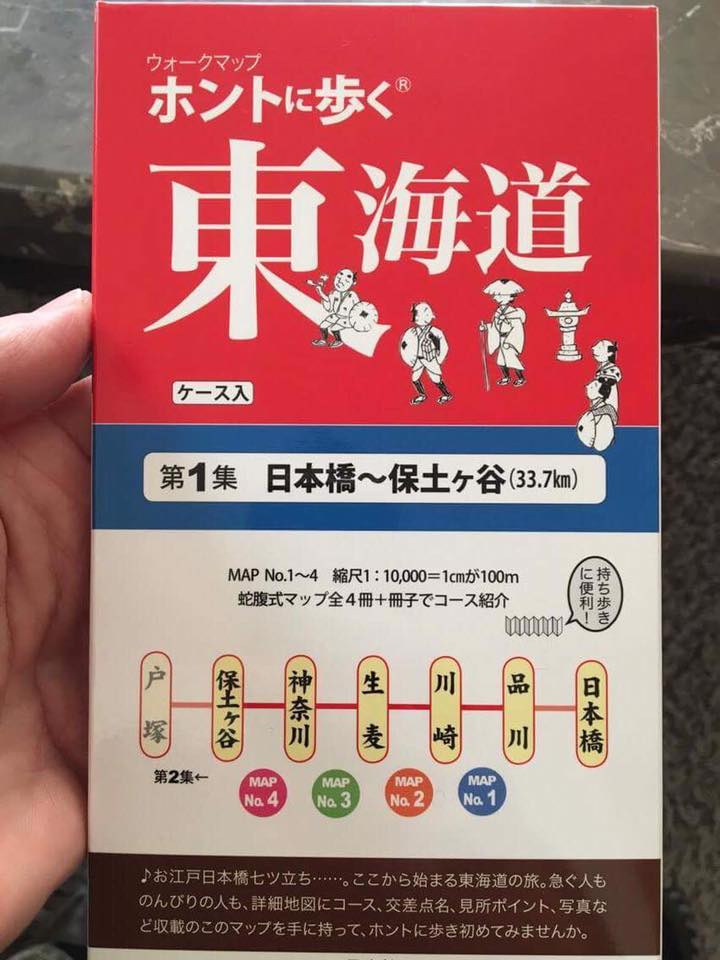 ウォークマップ
ホントに歩く®
東海道
ケース入
第1集 日本橋～保土ヶ谷(33.7㎞)
MAP No.1～4 縮尺1：10,000＝1㎝が100m
蛇腹式マップ全4冊＋冊子でコース紹介
持ち歩き
に便利！
戸塚 保土ヶ谷 神奈川 生麦 川崎 品川 日本橋
第2集←
MAP No.4
MAP No.3
MAP No.2
MAP No.1
♪お江戸日本橋七ツ立ち……。ここから始まる東海道の旅。急ぐ人も
のんびりの人も、詳細地図にコース、交差点名、見所ポイント、写真な
ど収載のこのマップを手に持って、ホントに歩き初めてみませんか。